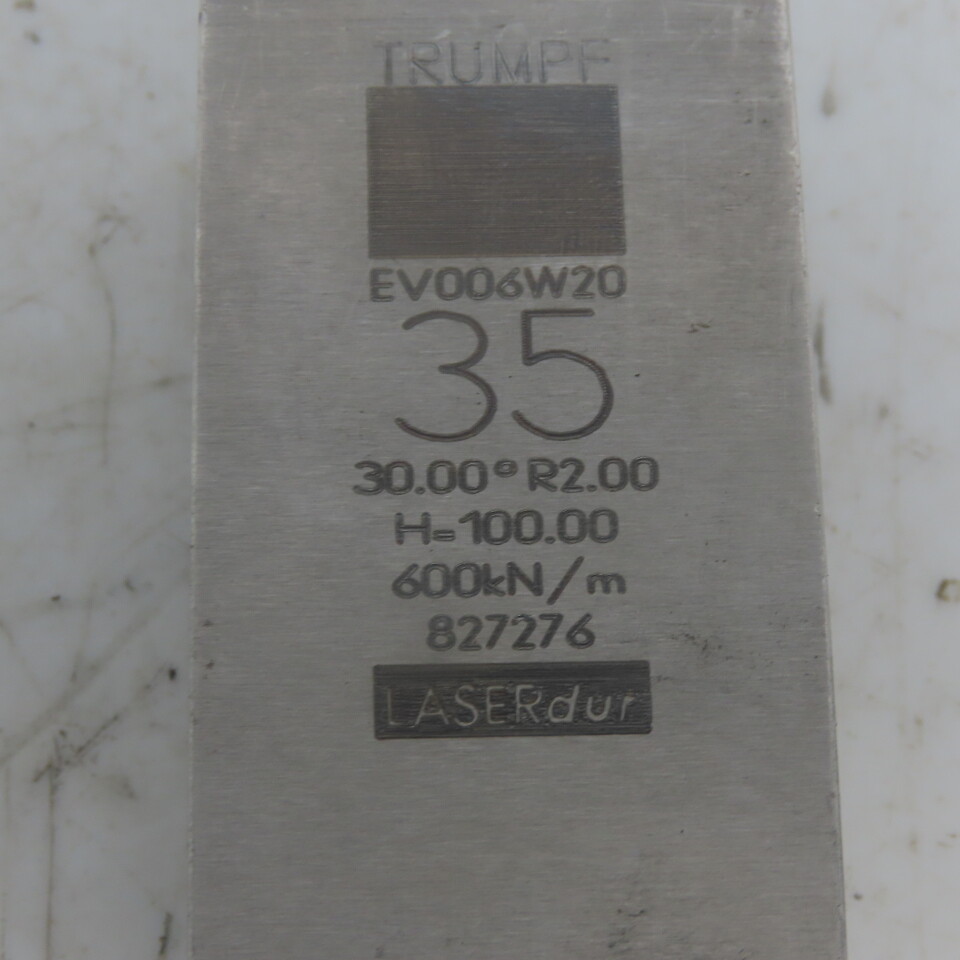 TRUMPF
EV006W20
35
30.00° R2.00
H=100.00
600kN/m
827276
LASERdur